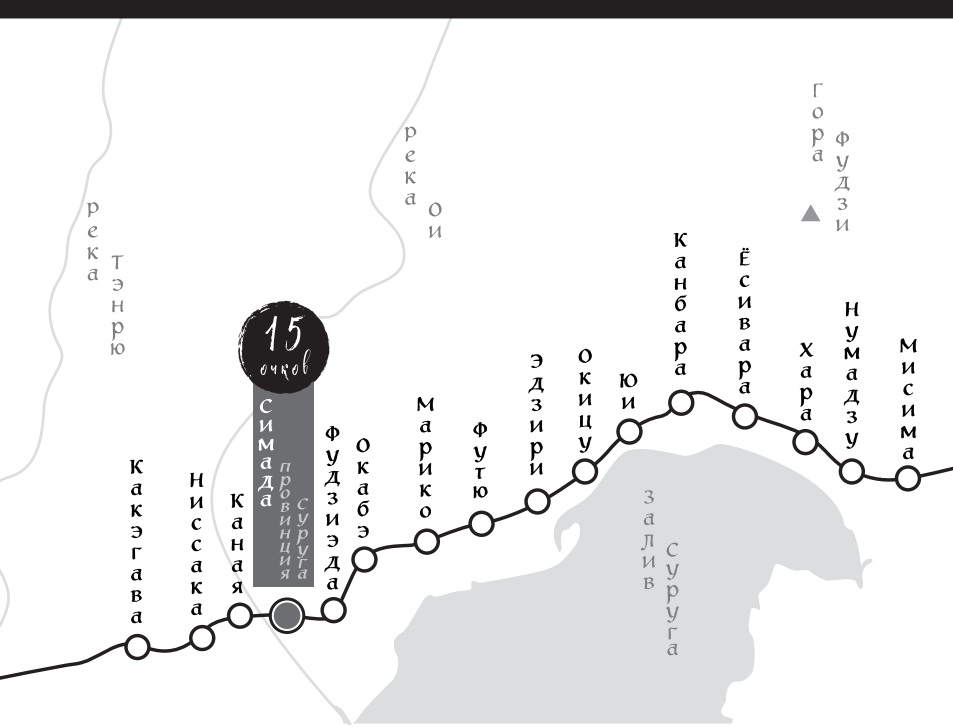 река
Тэнрю
река
Ои
Гора
Фудзи
15
очков
Какэгава
Ниссака
Каная
Симада
провинция
Суруга
Фудзиэда
Окабэ
Марико
Футю
Эдзири
Окицу
Юи
Канбара
Ёсивара
Хара
Нумадзу
Мисима
Залив
Суруга